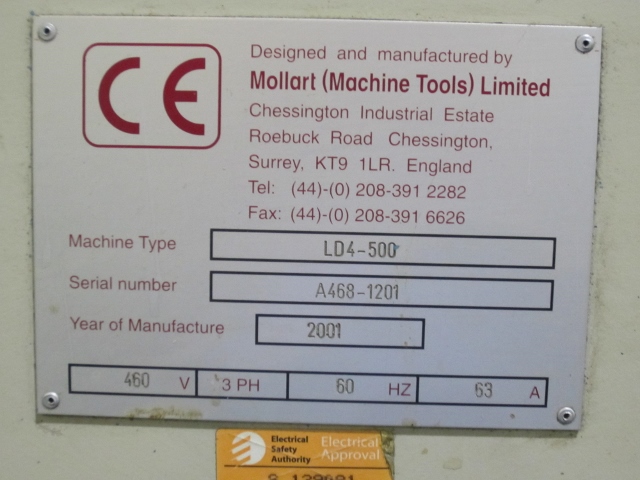 CE
Designed and manufactured by
Mollart (Machine Tools) Limited
Chessington Industrial Estate
Roebuck Road Chessington,
Surrey, KT9 1LR. England
Tel: (44)-(0) 208-391 2282
Fax: (44)-(0) 208-391 6626
Machine Type LD4-500
Serial number A468-1201
Year of Manufacture 2001
460 V 3 PH 60 HZ 63 A
Electrical Safety Authority
Electrical Approval